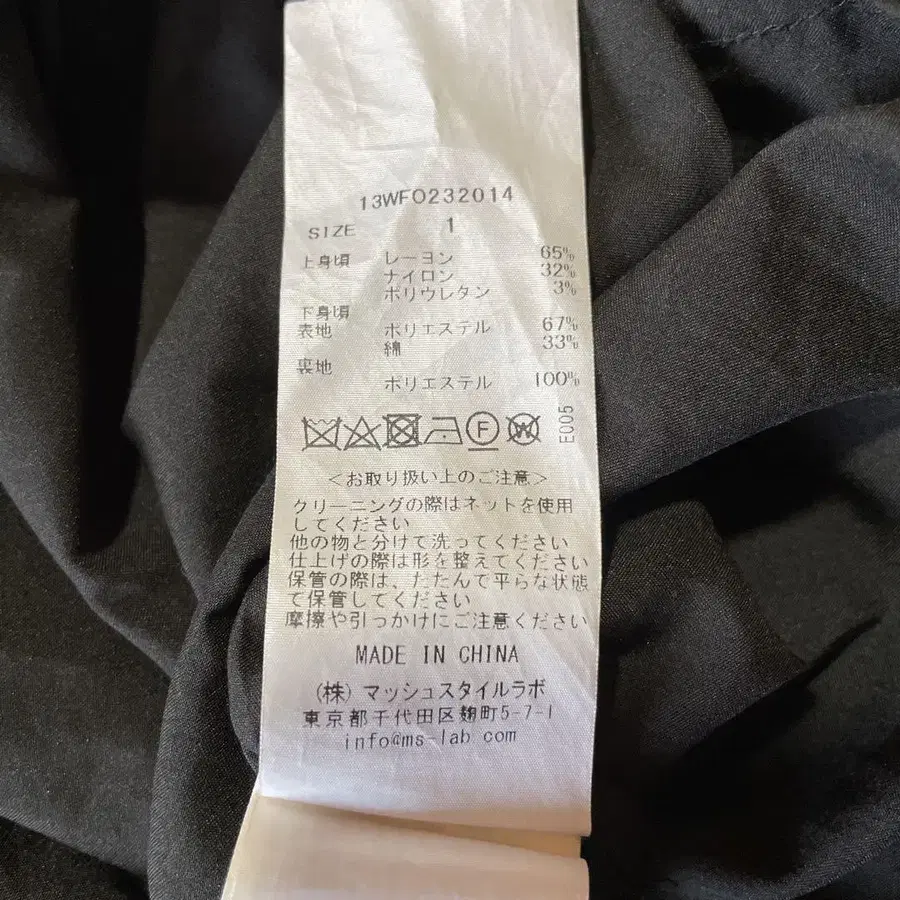 13WFO232014
SIZE 1
上身頃 レーヨン 65%
ナイロン 32%
ポリウレタン 3%
下身頃
表地 ポリエステル 67%
綿 33%
裏地
ポリエステル 100%
F W E005
<お取り扱い上のご注意>
クリーニングの際はネットを使用
してください
他の物と分けて洗ってください
仕上げの際は形を整えてください
保管の際は、たたんで平らな状態
で保管してください
摩擦や引っかけにご注意ください
MADE IN CHINA
(株) マッシュスタイルラボ
東京都千代田区麹町5-7-1
info@ms-lab com